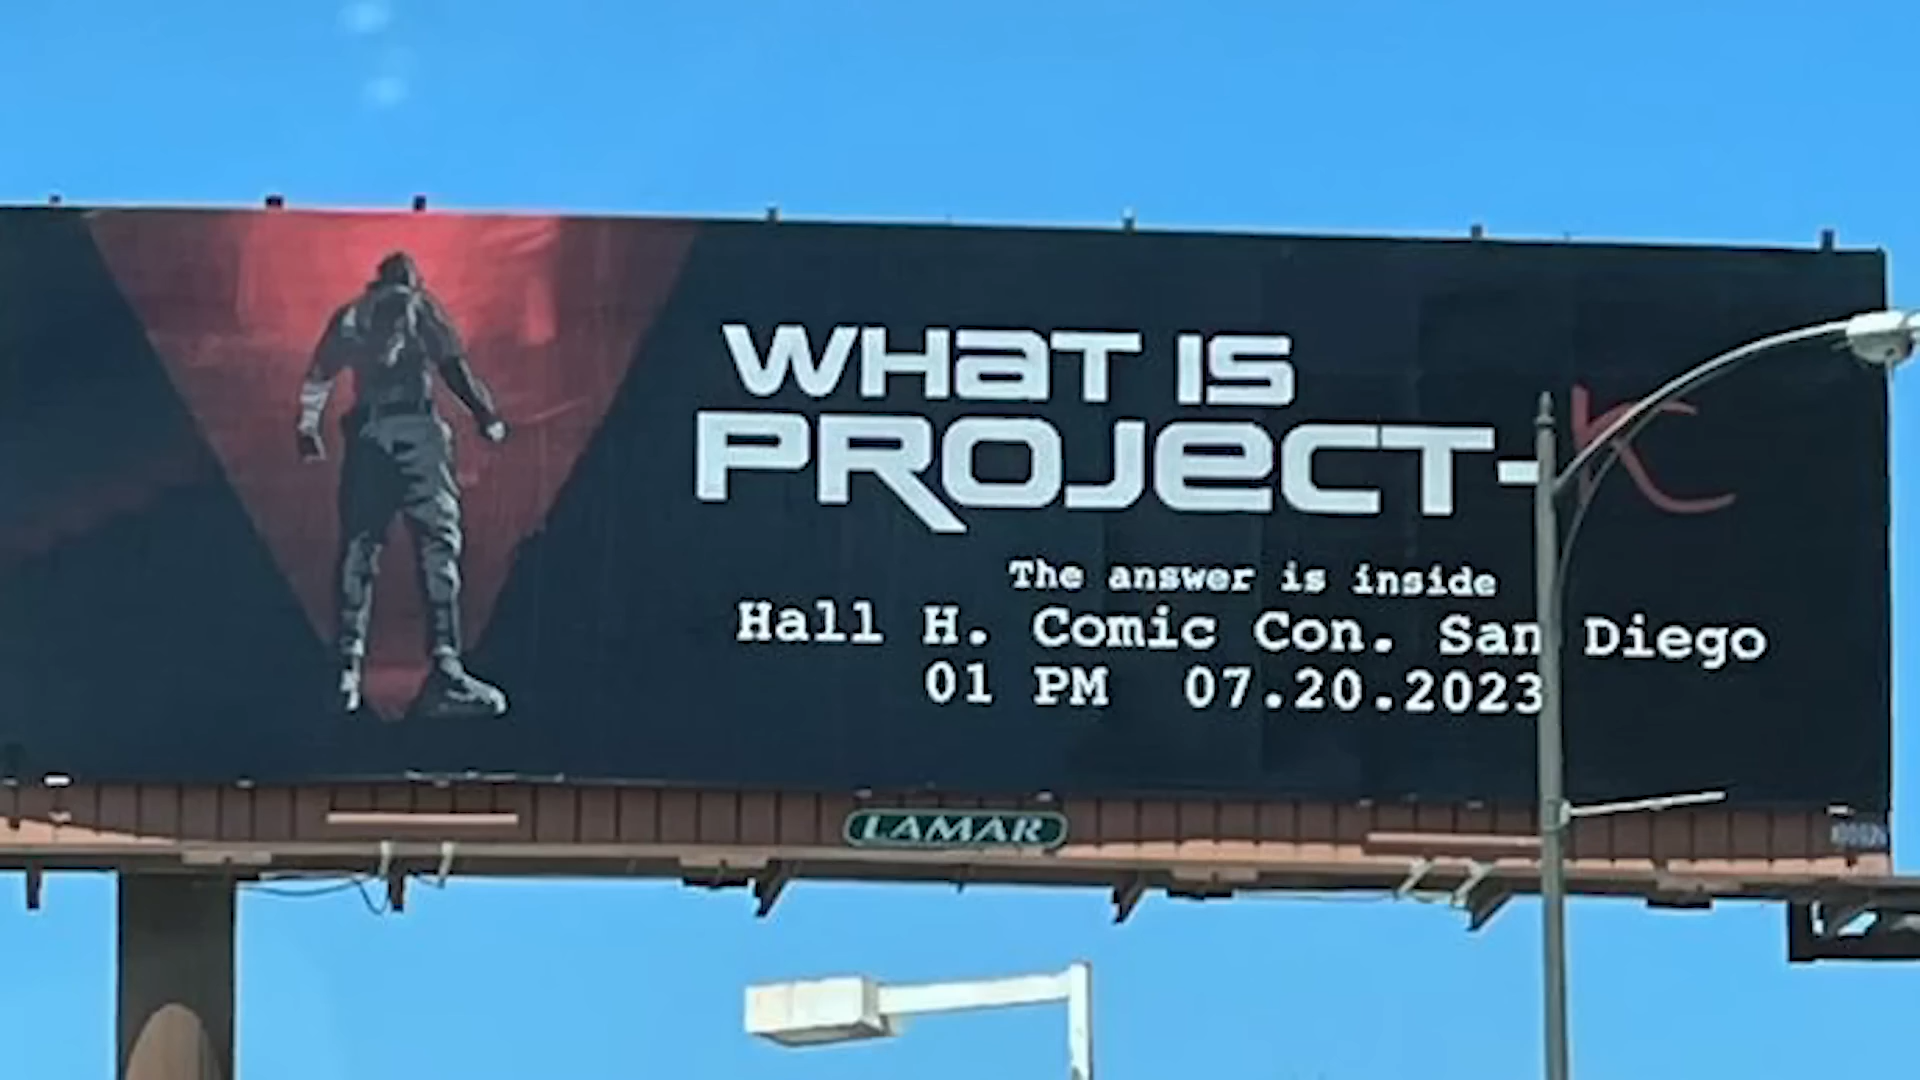 WHaT IS
PROJeCT-K
The answer is inside
Hall H. Comic Con. San Diego
01 PM 07.20.2023
LAMAR